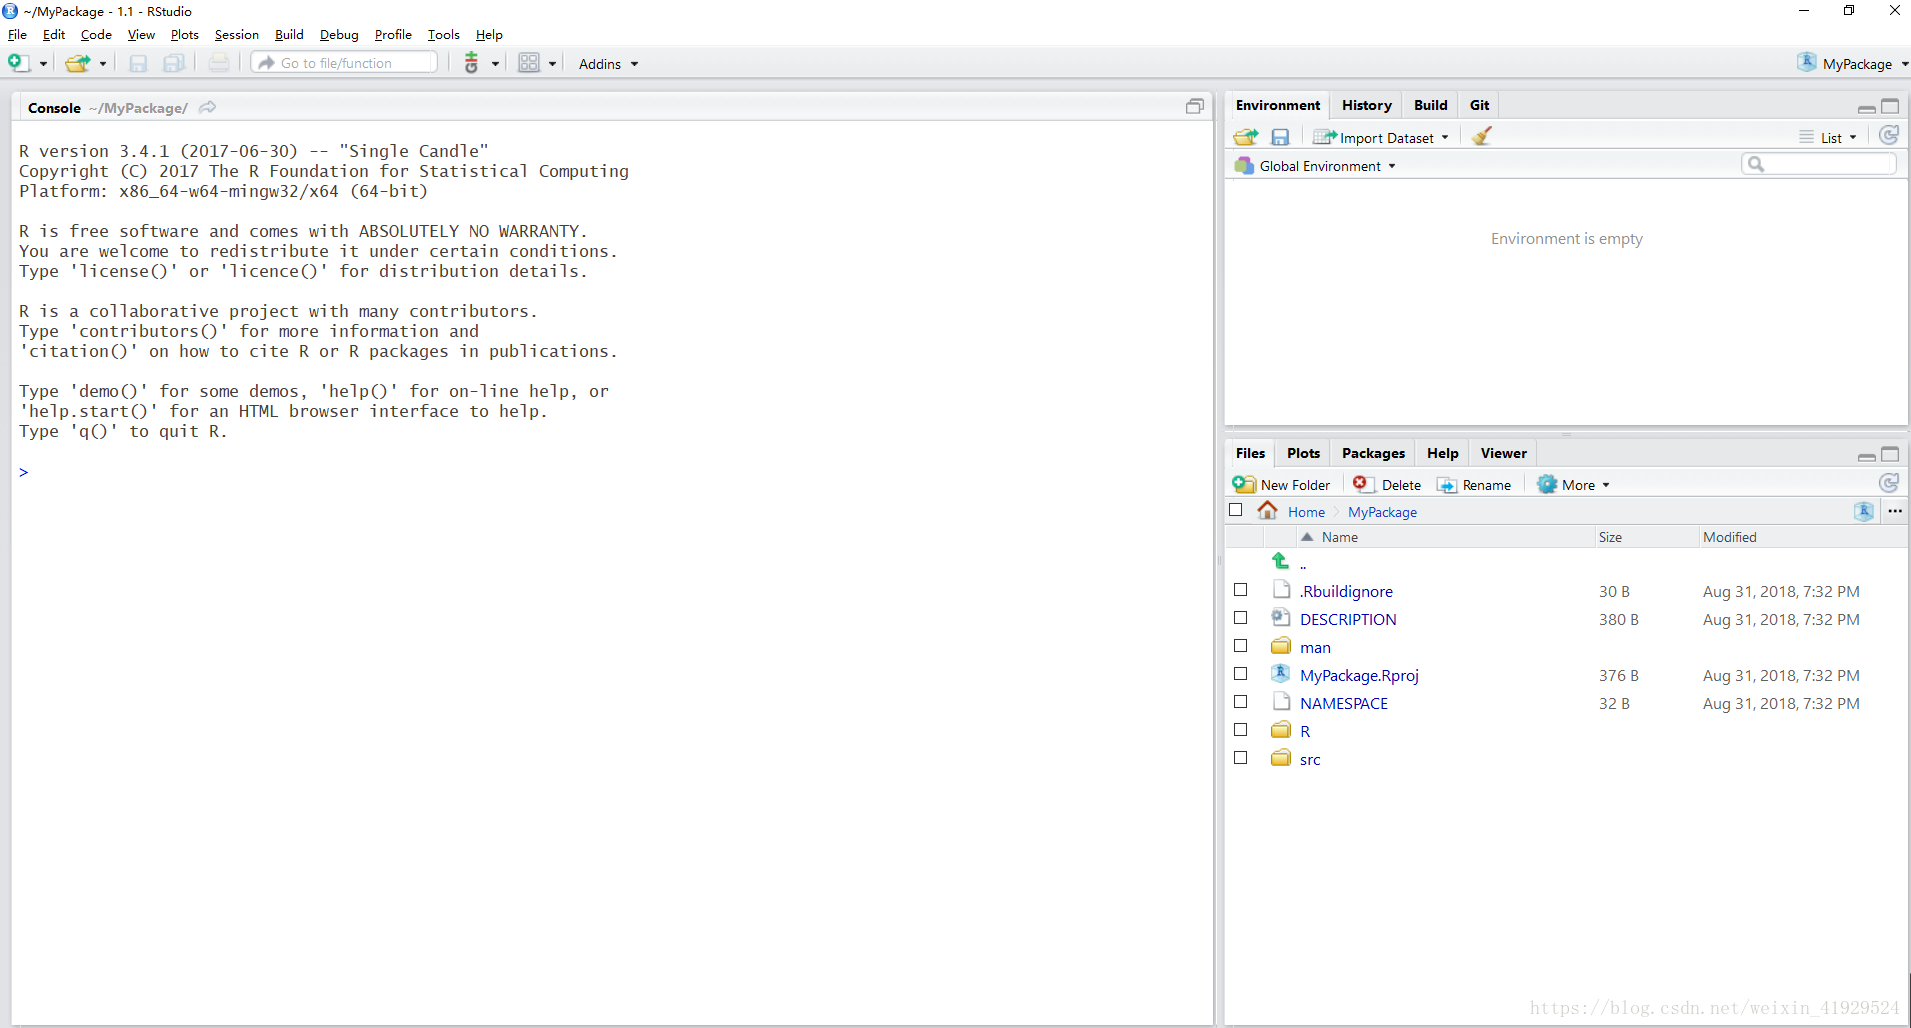 ~/MyPackage - 1.1 - RStudio
File Edit Code View Plots Session Build Debug Profile Tools Help
Go to file/function Addins MyPackage
Console ~/MyPackage/
R version 3.4.1 (2017-06-30) -- "Single Candle"
Copyright (C) 2017 The R Foundation for Statistical Computing
Platform: x86_64-w64-mingw32/x64 (64-bit)
R is free software and comes with ABSOLUTELY NO WARRANTY.
You are welcome to redistribute it under certain conditions.
Type 'license()' or 'licence()' for distribution details.
R is a collaborative project with many contributors.
Type 'contributors()' for more information and
'citation()' on how to cite R or R packages in publications.
Type 'demo()' for some demos, 'help()' for on-line help, or
'help.start()' for an HTML browser interface to help.
Type 'q()' to quit R.
>
Environment History Build Git
Import Dataset List
Global Environment
Environment is empty
Files Plots Packages Help Viewer
New Folder Delete Rename More
Home MyPackage ...
Name Size Modified
..
.Rbuildignore 30 B Aug 31, 2018, 7:32 PM
DESCRIPTION 380 B Aug 31, 2018, 7:32 PM
man
MyPackage.Rproj 376 B Aug 31, 2018, 7:32 PM
NAMESPACE 32 B Aug 31, 2018, 7:32 PM
R
src
https://blog.csdn.net/weixin_41929524